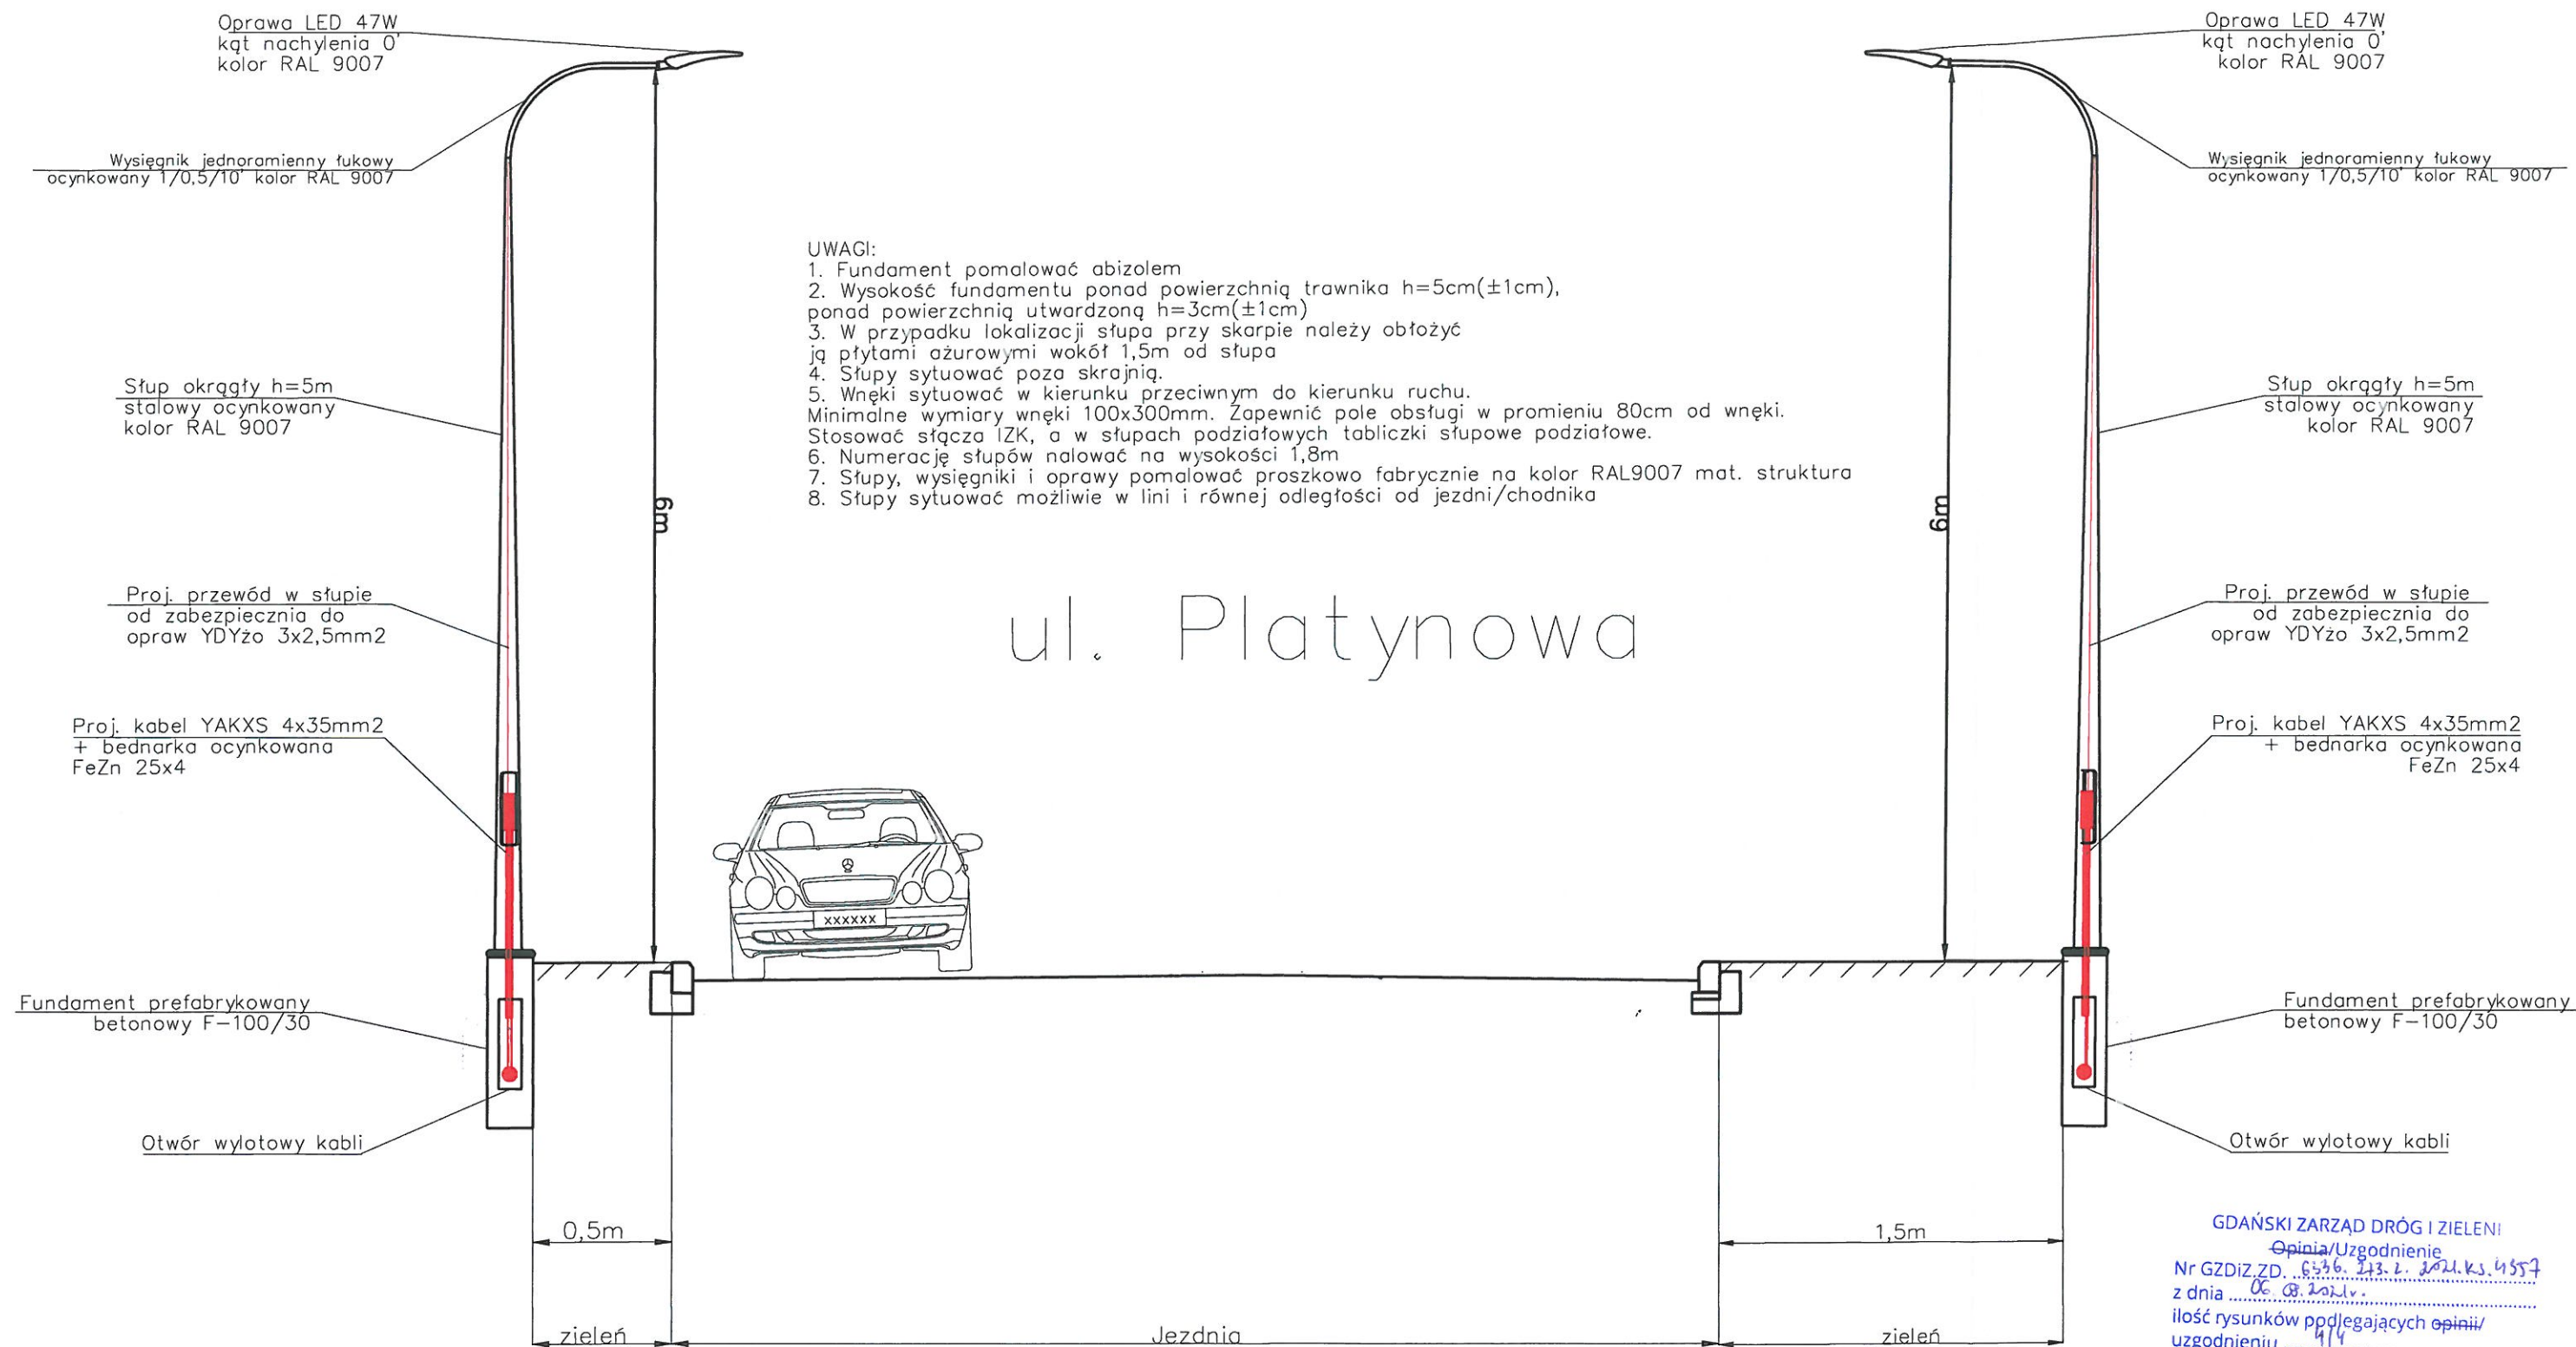 Oprawa LED 47W
kąt nachylenia 0'
kolor RAL 9007
Wysięgnik jednoramienny łukowy
ocynkowany 1/0,5/10' kolor RAL 9007
Słup okrągły h=5m
stalowy ocynkowany
kolor RAL 9007
Proj. przewód w słupie
od zabezpiecznia do
opraw YDYżo 3x2,5mm2
Proj. kabel YAKXS 4x35mm2
+ bednarka ocynkowana
FeZn 25x4
Fundament prefabrykowany
betonowy F-100/30
Otwór wylotowy kabli
6m
UWAGI:
1. Fundament pomalować abizolem
2. Wysokość fundamentu ponad powierzchnią trawnika h=5cm(±1cm),
ponad powierzchnią utwardzoną h=3cm(±1cm)
3. W przypadku lokalizacji słupa przy skarpie należy obłożyć
ją płytami ażurowymi wokół 1,5m od słupa
4. Słupy sytuować poza skrajnią.
5. Wnęki sytuować w kierunku przeciwnym do kierunku ruchu.
Minimalne wymiary wnęki 100x300mm. Zapewnić pole obsługi w promieniu 80cm od wnęki.
Stosować słącza IZK, a w słupach podziałowych tabliczki słupowe podziałowe.
6. Numerację słupów nalować na wysokości 1,8m
7. Słupy, wysięgniki i oprawy pomalować proszkowo fabrycznie na kolor RAL9007 mat. struktura
8. Słupy sytuować możliwie w lini i równej odległości od jezdni/chodnika
ul. Platynowa
xxxxxx
6m
Oprawa LED 47W
kąt nachylenia 0'
kolor RAL 9007
Wysięgnik jednoramienny łukowy
ocynkowany 1/0,5/10' kolor RAL 9007
Słup okrągły h=5m
stalowy ocynkowany
kolor RAL 9007
Proj. przewód w słupie
od zabezpiecznia do
opraw YDYżo 3x2,5mm2
Proj. kabel YAKXS 4x35mm2
+ bednarka ocynkowana
FeZn 25x4
Fundament prefabrykowany
betonowy F-100/30
Otwór wylotowy kabli
0,5m
1,5m
zieleń
Jezdnia
zieleń
GDAŃSKI ZARZĄD DRÓG I ZIELENI
Opinia/Uzgodnienie
Nr GZDiZ.ZD.
z dnia
ilość rysunków podlegających opinii/
uzgodnieniu 4/4